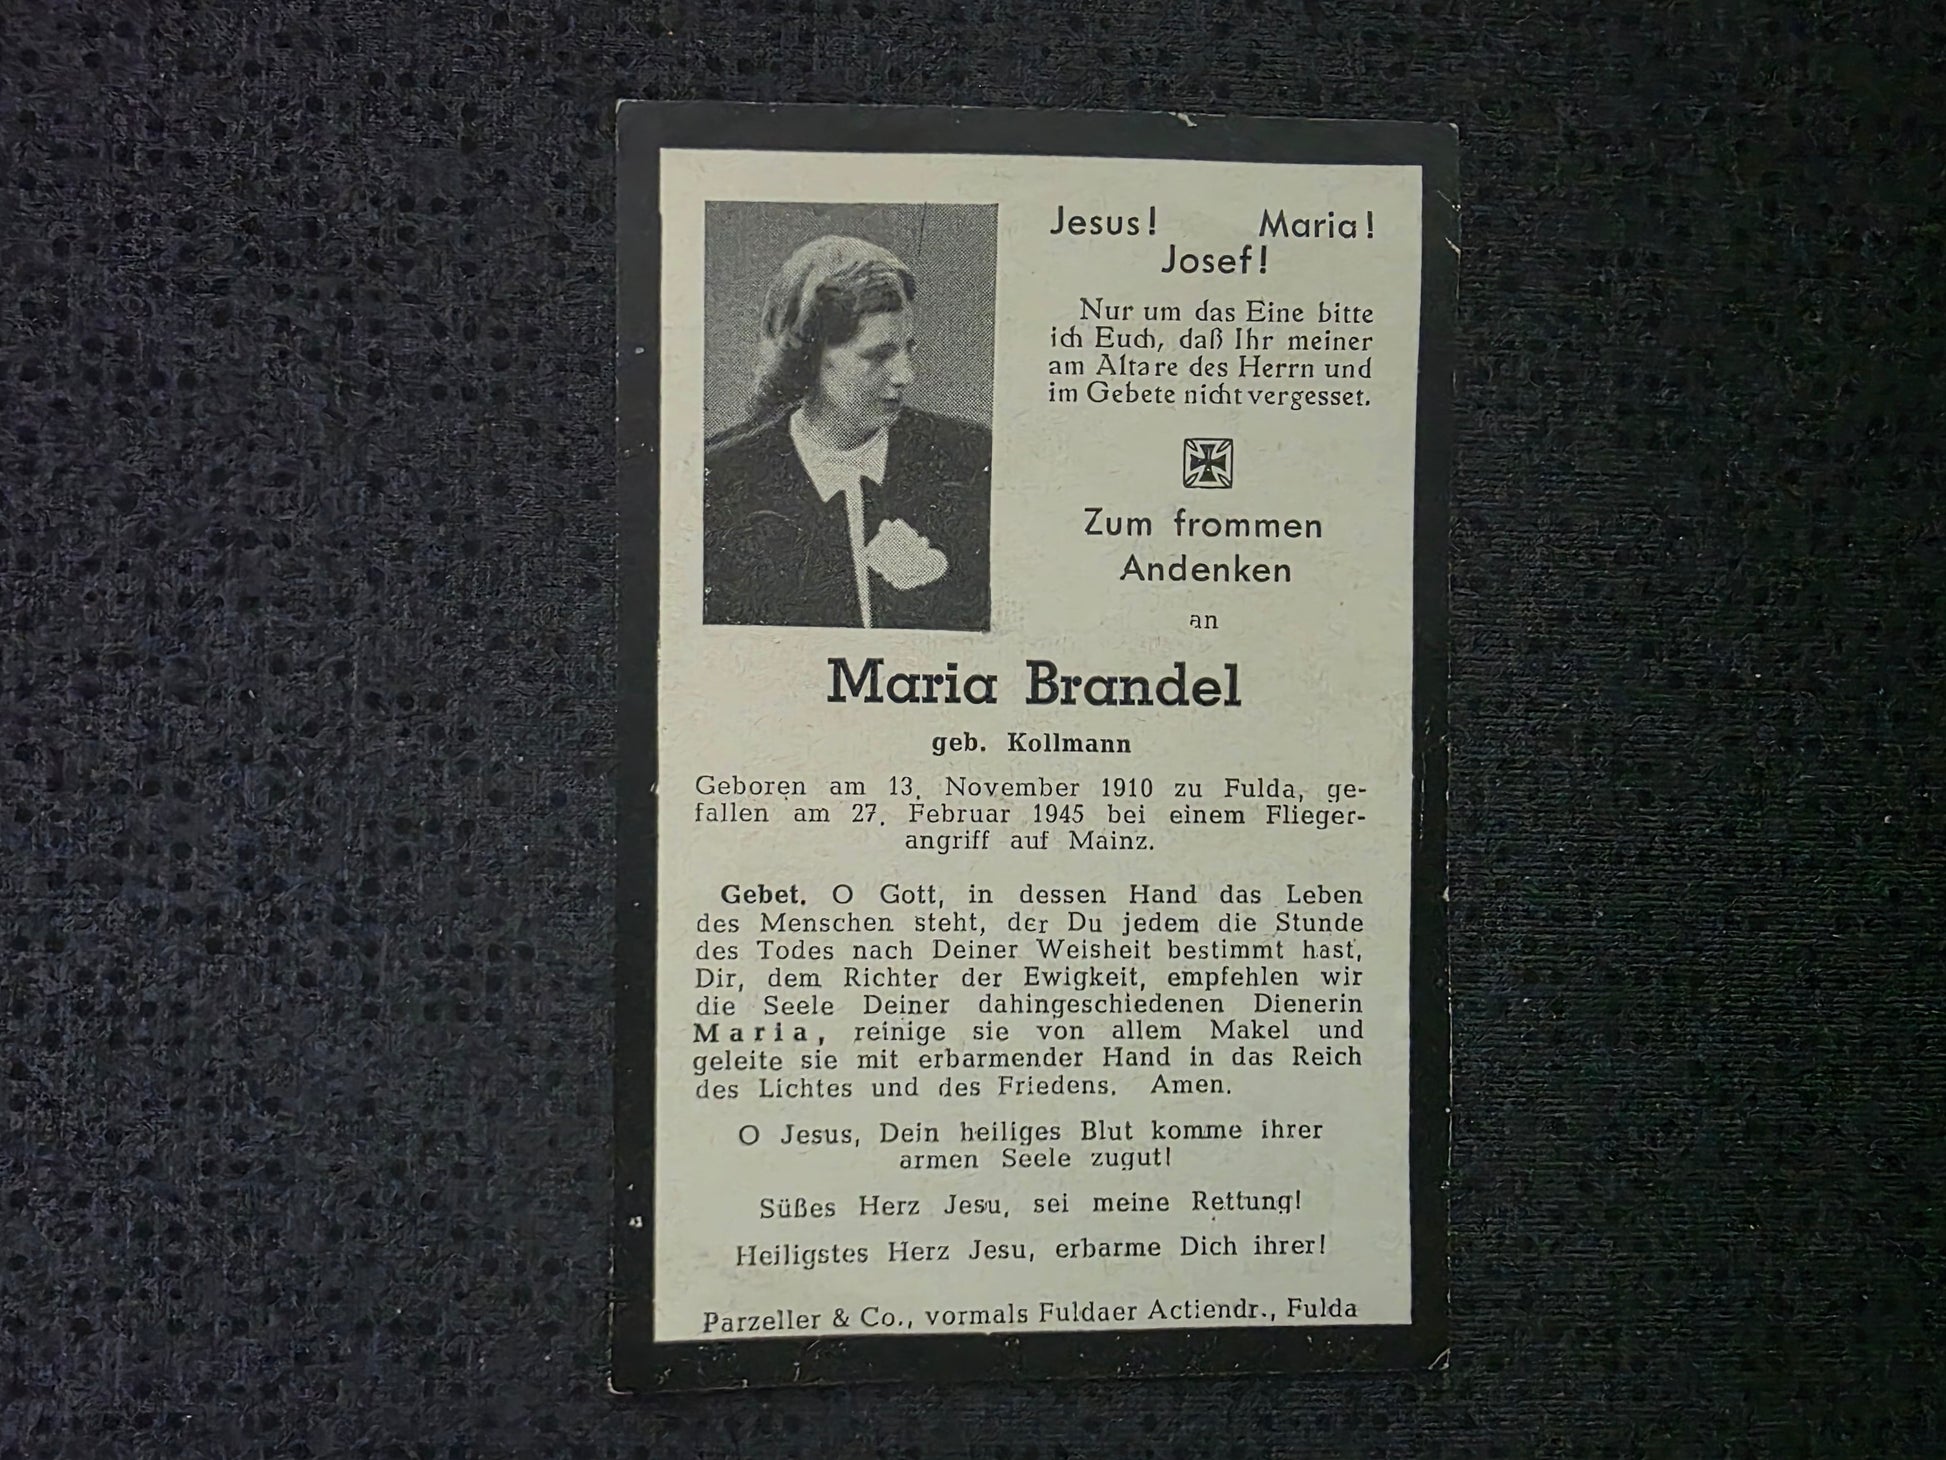 Jesus! Maria!
Josef!
Nur um das Eine bitte
ich Euch, daß Ihr meiner
am Altare des Herrn und
im Gebete nicht vergesset.
Zum frommen
Andenken
an
Maria Brandel
geb. Kollmann
Geboren am 13. November 1910 zu Fulda, ge-
fallen am 27. Februar 1945 bei einem Flieger-
angriff auf Mainz.
Gebet. O Gott, in dessen Hand das Leben
des Menschen steht, der Du jedem die Stunde
des Todes nach Deiner Weisheit bestimmt hast,
Dir, dem Richter der Ewigkeit, empfehlen wir
die Seele Deiner dahingeschiedenen Dienerin
Maria, reinige sie von allem Makel und
geleite sie mit erbarmender Hand in das Reich
des Lichtes und des Friedens. Amen.
O Jesus, Dein heiliges Blut komme ihrer
armen Seele zugut!
Süßes Herz Jesu, sei meine Rettung!
Heiligstes Herz Jesu, erbarme Dich ihrer!
Parzeller & Co., vormals Fuldaer Actiendr., Fulda